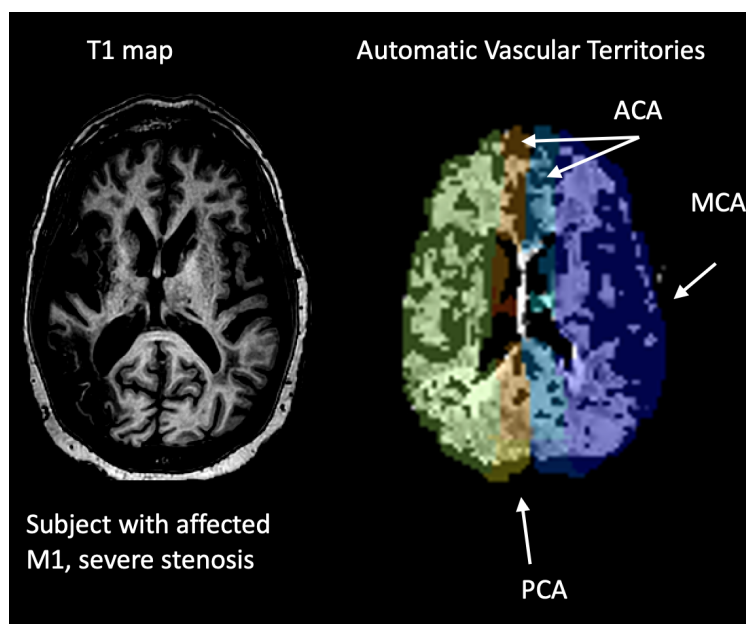 T1 map
Automatic Vascular Territories
ACA
MCA
Subject with affected
M1, severe stenosis
PCA